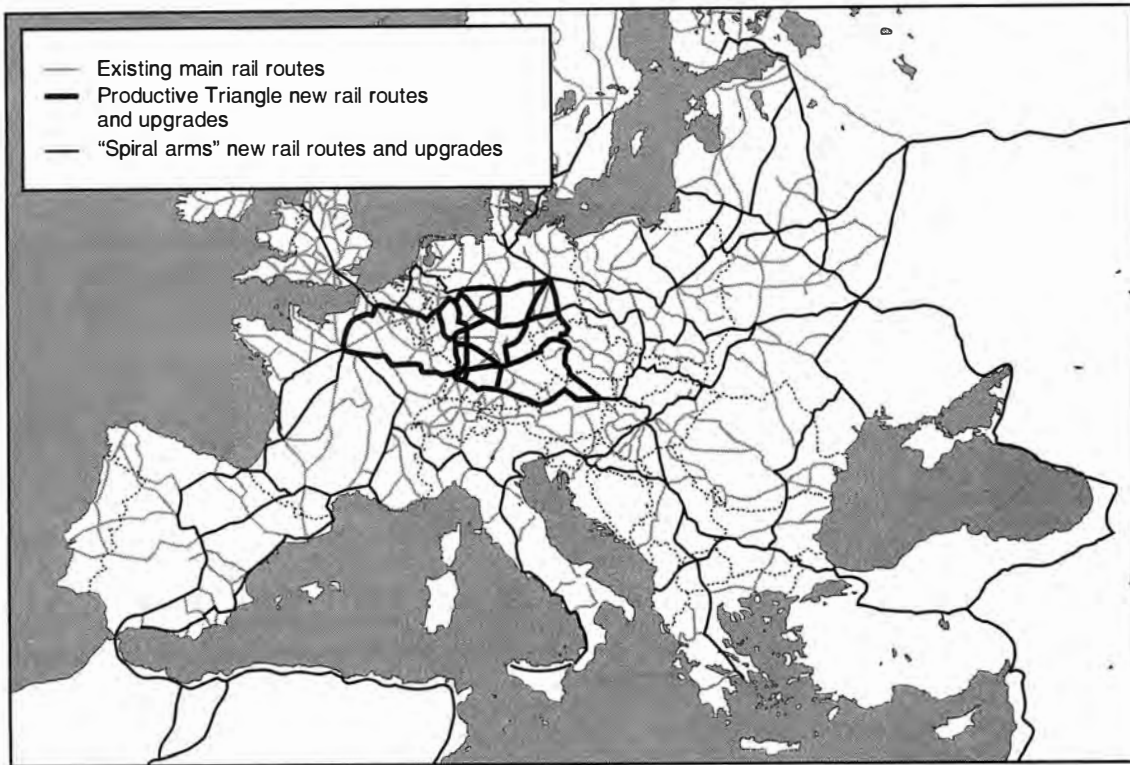 Existing main rail routes
Productive Triangle new rail routes
and upgrades
“Spiral arms” new rail routes and upgrades